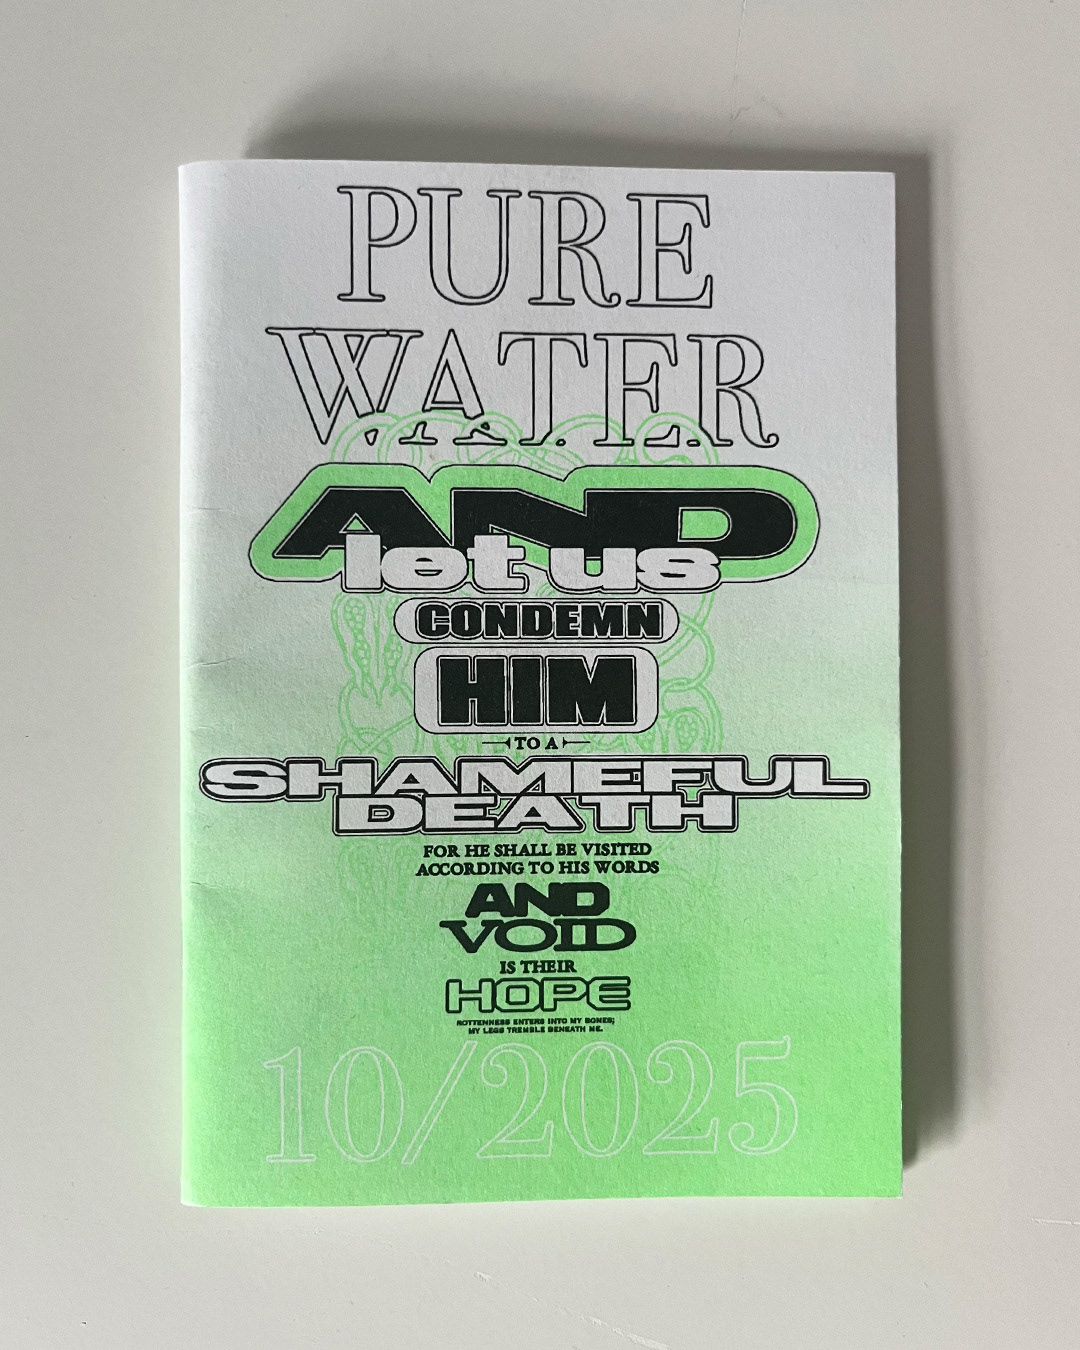 PURE
WATER
AND
let us
CONDEMN
HIM
TO A
SHAMEFUL
DEATH
FOR HE SHALL BE VISITED
ACCORDING TO HIS WORDS
AND
VOID
IS THEIR
HOPE
ROTTENNESS ENTERS INTO MY BONES;
MY LEGS TREMBLE BENEATH ME.
10/2025